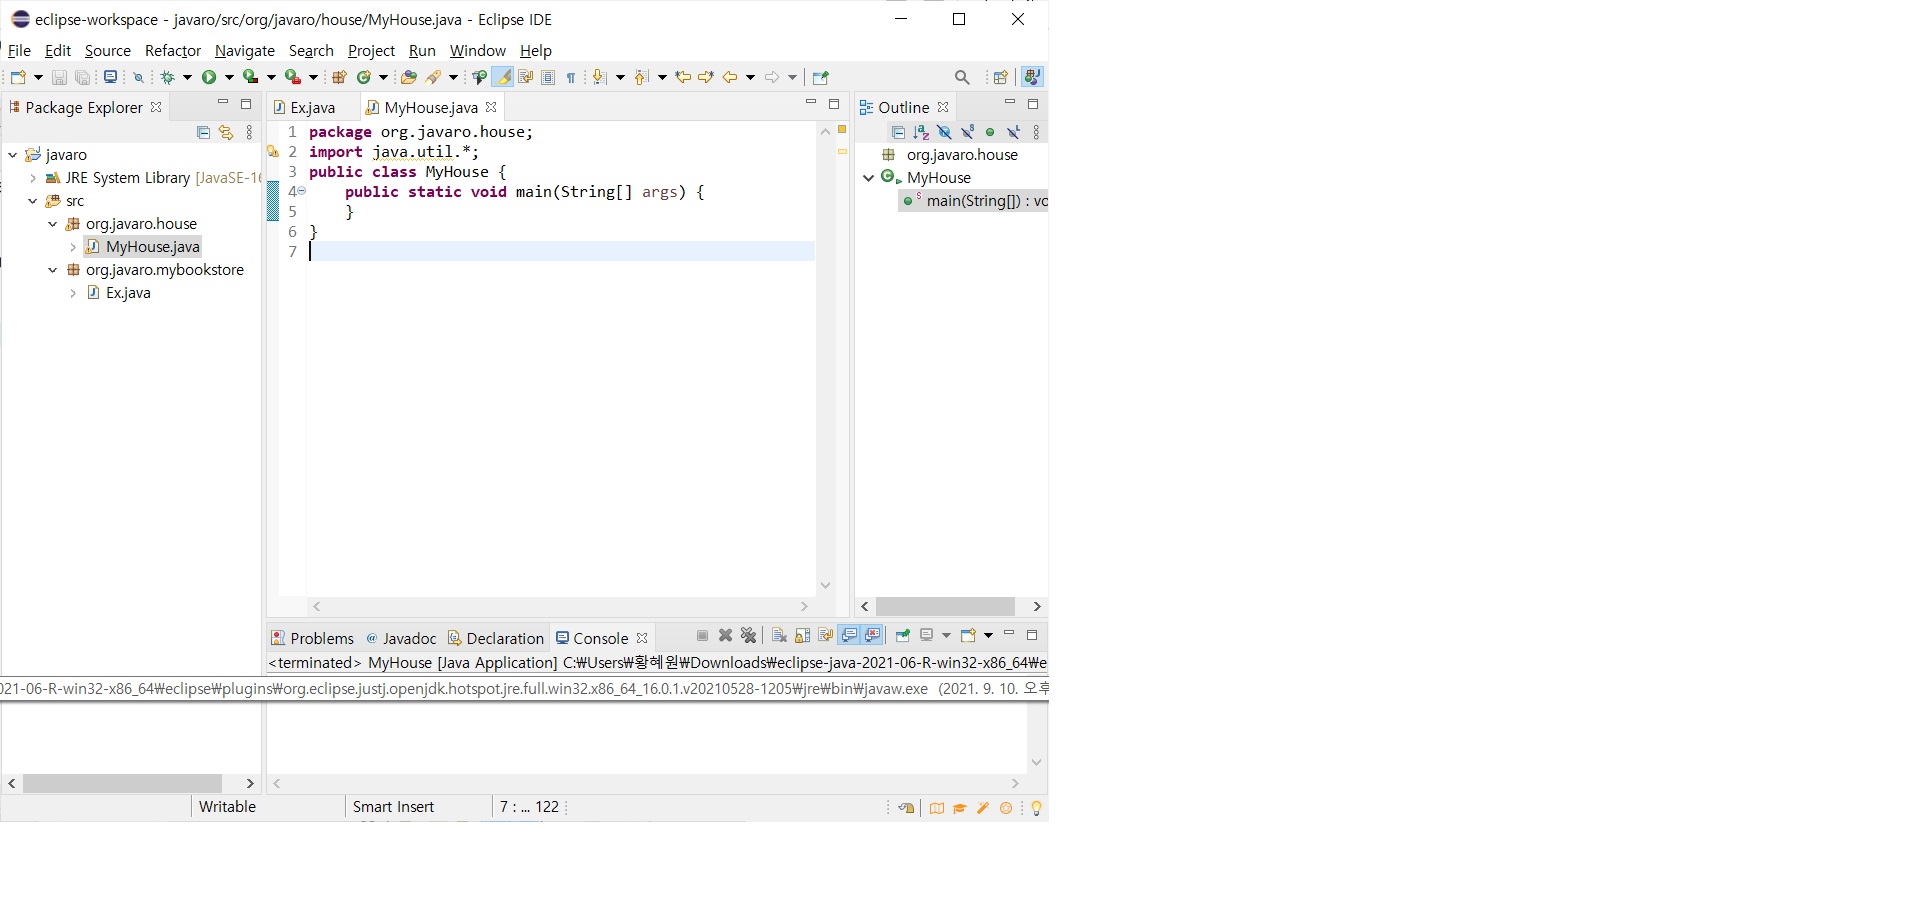 eclipse-workspace - javaro/src/org/javaro/house/MyHouse.java - Eclipse IDE
File Edit Source Refactor Navigate Search Project Run Window Help
Package Explorer
javaro
JRE System Library [JavaSE-16
src
org.javaro.house
MyHouse.java
org.javaro.mybookstore
Ex.java
Ex.java MyHouse.java
1 package org.javaro.house;
2 import java.util.*;
3 public class MyHouse {
4 public static void main(String[] args) {
5 }
6 }
7
Outline
org.javaro.house
MyHouse
main(String[]) : vo
Problems @ Javadoc Declaration Console
<terminated> MyHouse [Java Application] C:₩Users₩황혜원₩Downloads₩eclipse-java-2021-06-R-win32-x86_64₩e
021-06-R-win32-x86_64₩eclipse₩plugins₩org.eclipse.justj.openjdk.hotspot.jre.full.win32.x86_64_16.0.1.v20210528-1205₩jre₩bin₩javaw.exe (2021. 9. 10. 오후
Writable Smart Insert 7 : ... 122